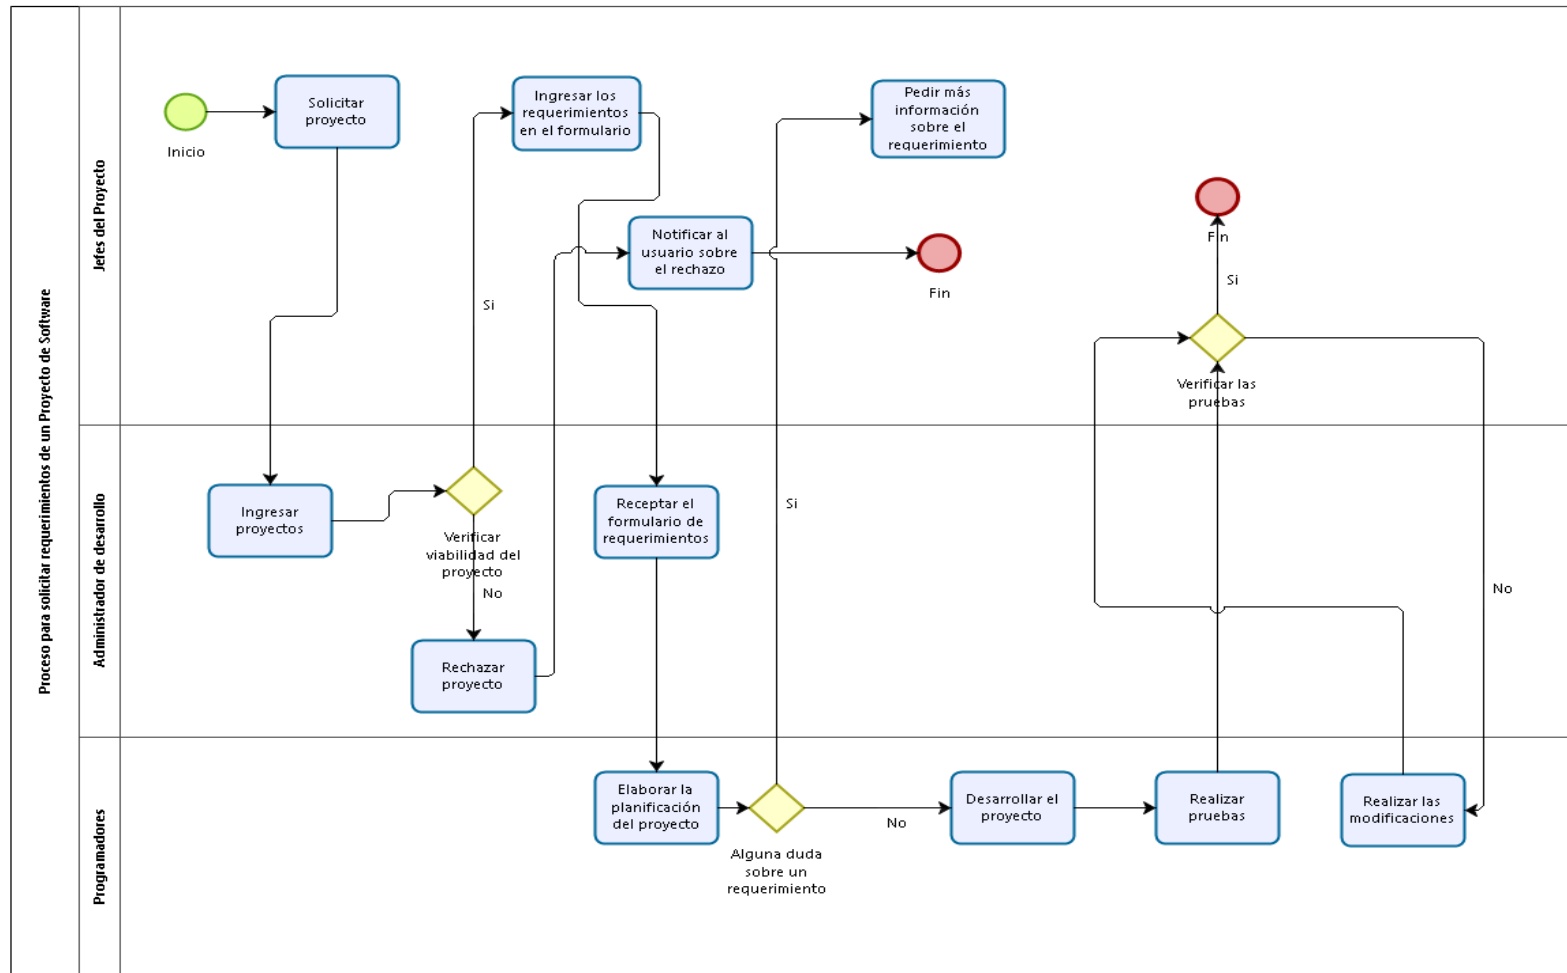 Proceso para solicitar requerimientos de un Proyecto de Software
Jefes del Proyecto
Inicio
Solicitar
proyecto
Ingresar los
requerimientos
en el formulario
Pedir más
información
sobre el
requerimiento
Notificar al
usuario sobre
el rechazo
Fin
Fin
Si
Si
Verificar las
pruebas
Administrador de desarrollo
Ingresar
proyectos
Verificar
viabilidad del
proyecto
No
Rechazar
proyecto
Receptar el
formulario de
requerimientos
Si
No
Programadores
Elaborar la
planificación
del proyecto
Alguna duda
sobre un
requerimiento
No
Desarrollar el
proyecto
Realizar
pruebas
Realizar las
modificaciones